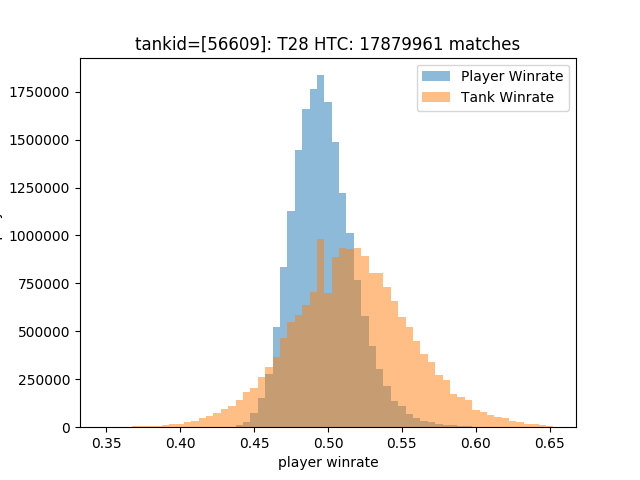 tankid=[56609]: T28 HTC: 17879961 matches
Player Winrate
Tank Winrate
1750000
1500000
1250000
1000000
750000
500000
250000
0
0.35 0.40 0.45 0.50 0.55 0.60 0.65
player winrate